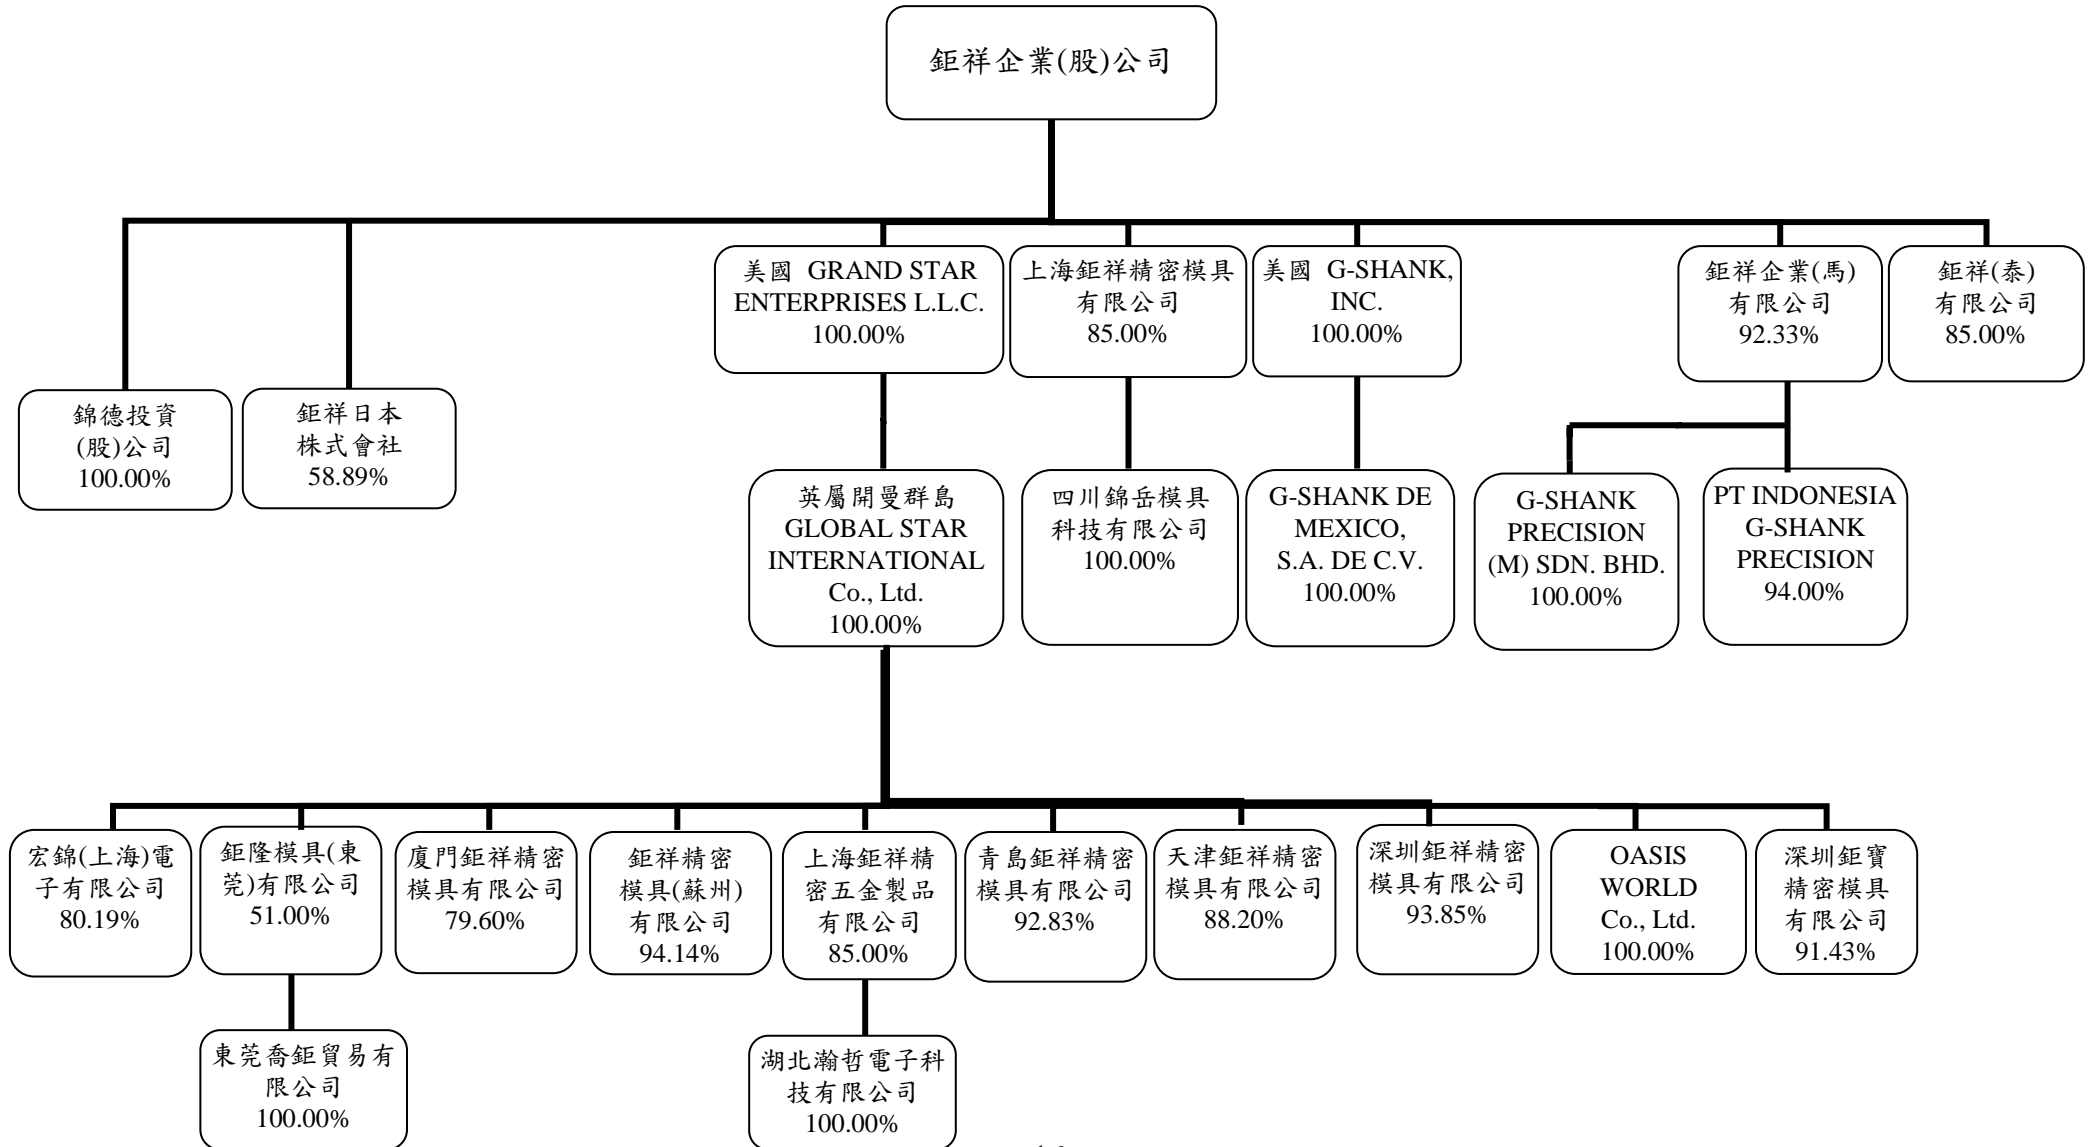 鉅祥企業(股)公司
美國 GRAND STAR
ENTERPRISES L.L.C.
100.00%
上海鉅祥精密模具
有限公司
85.00%
美國 G-SHANK,
INC.
100.00%
鉅祥企業(馬)
有限公司
92.33%
鉅祥(泰)
有限公司
85.00%
錦德投資
(股)公司
100.00%
鉅祥日本
株式會社
58.89%
英屬開曼群島
GLOBAL STAR
INTERNATIONAL
Co., Ltd.
100.00%
四川錦岳模具
科技有限公司
100.00%
G-SHANK DE
MEXICO,
S.A. DE C.V.
100.00%
G-SHANK
PRECISION
(M) SDN. BHD.
100.00%
PT INDONESIA
G-SHANK
PRECISION
94.00%
宏錦(上海)電
子有限公司
80.19%
鉅隆模具(東
莞)有限公司
51.00%
廈門鉅祥精密
模具有限公司
79.60%
鉅祥精密
模具(蘇州)
有限公司
94.14%
上海鉅祥精
密五金製品
有限公司
85.00%
青島鉅祥精密
模具有限公司
92.83%
天津鉅祥精密
模具有限公司
88.20%
深圳鉅祥精密
模具有限公司
93.85%
OASIS
WORLD
Co., Ltd.
100.00%
深圳鉅寶
精密模具
有限公司
91.43%
東莞喬鉅貿易有
限公司
100.00%
湖北瀚哲電子科
技有限公司
100.00%